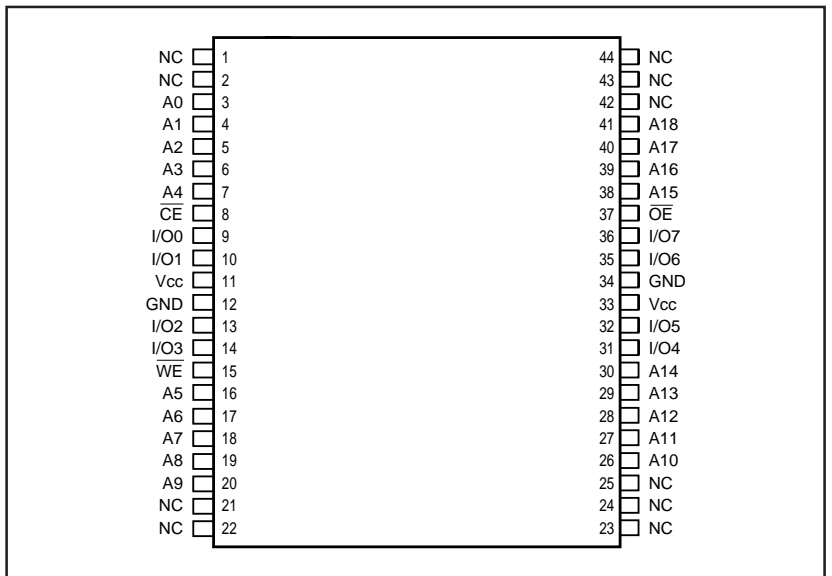 NC 1 44 NC
NC 2 43 NC
A0 3 42 NC
A1 4 41 A18
A2 5 40 A17
A3 6 39 A16
A4 7 38 A15
C̅E̅ 8 37 O̅E̅
I/O0 9 36 I/O7
I/O1 10 35 I/O6
Vcc 11 34 GND
GND 12 33 Vcc
I/O2 13 32 I/O5
I/O3 14 31 I/O4
W̅E̅ 15 30 A14
A5 16 29 A13
A6 17 28 A12
A7 18 27 A11
A8 19 26 A10
A9 20 25 NC
NC 21 24 NC
NC 22 23 NC